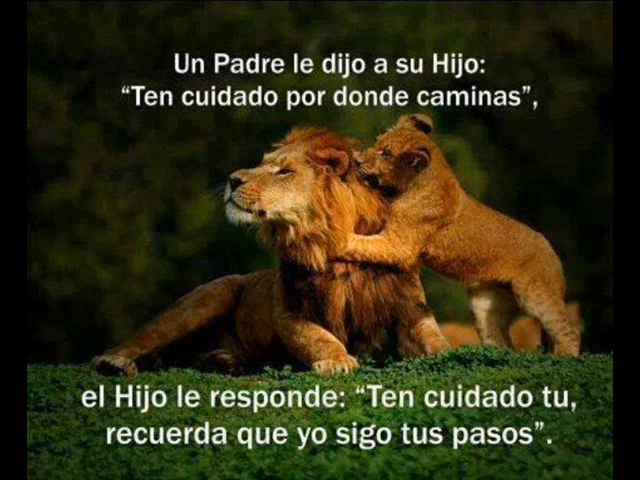 Un Padre le dijo a su Hijo:
“Ten cuidado por donde caminas”,
el Hijo le responde: “Ten cuidado tu,
recuerda que yo sigo tus pasos”.